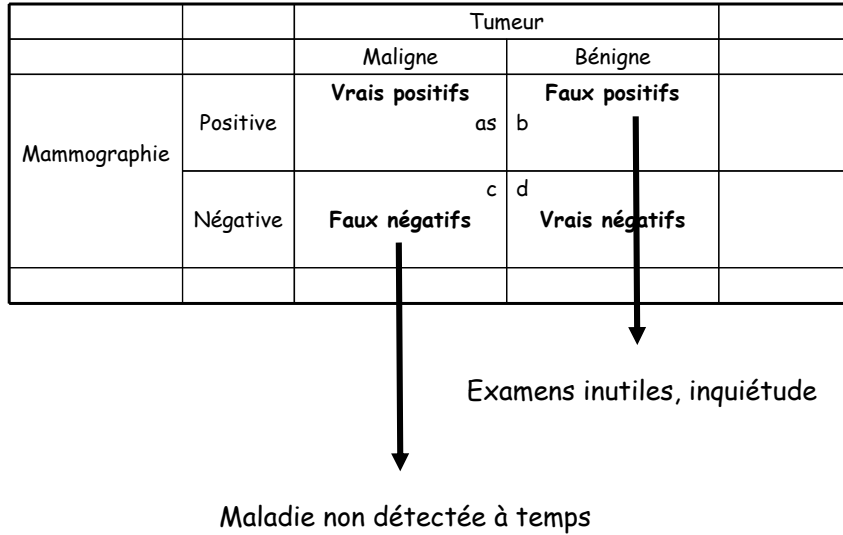 Tumeur
Maligne Bénigne
Vrais positifs Faux positifs
Positive as b
Mammographie
c d
Négative Faux négatifs Vrais négatifs
Examens inutiles, inquiétude
Maladie non détectée à temps